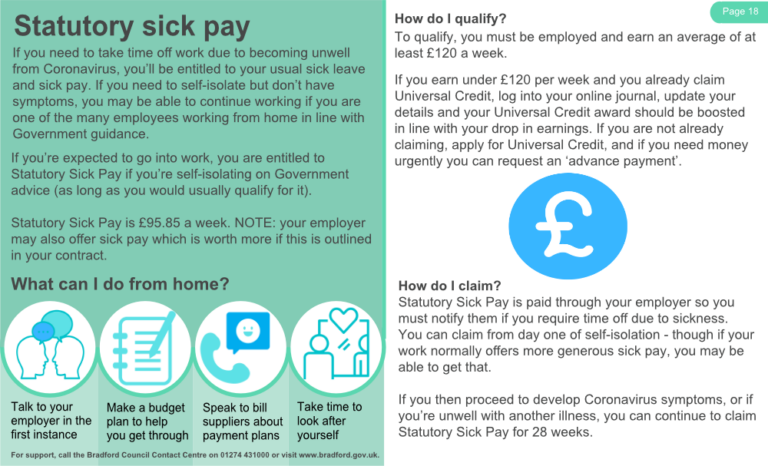 Statutory sick pay
If you need to take time off work due to becoming unwell
from Coronavirus, you’ll be entitled to your usual sick leave
and sick pay. If you need to self-isolate but don’t have
symptoms, you may be able to continue working if you are
one of the many employees working from home in line with
Government guidance.
If you’re expected to go into work, you are entitled to
Statutory Sick Pay if you’re self-isolating on Government
advice (as long as you would usually qualify for it).
Statutory Sick Pay is £95.85 a week. NOTE: your employer
may also offer sick pay which is worth more if this is outlined
in your contract.
What can I do from home?
Talk to your
employer in the
first instance
Make a budget
plan to help
you get through
Speak to bill
suppliers about
payment plans
Take time to
look after
yourself
For support, call the Bradford Council Contact Centre on 01274 431000 or visit www.bradford.gov.uk.
Page 18
How do I qualify?
To qualify, you must be employed and earn an average of at
least £120 a week.
If you earn under £120 per week and you already claim
Universal Credit, log into your online journal, update your
details and your Universal Credit award should be boosted
in line with your drop in earnings. If you are not already
claiming, apply for Universal Credit, and if you need money
urgently you can request an ‘advance payment’.
£
How do I claim?
Statutory Sick Pay is paid through your employer so you
must notify them if you require time off due to sickness.
You can claim from day one of self-isolation - though if your
work normally offers more generous sick pay, you may be
able to get that.
If you then proceed to develop Coronavirus symptoms, or if
you’re unwell with another illness, you can continue to claim
Statutory Sick Pay for 28 weeks.